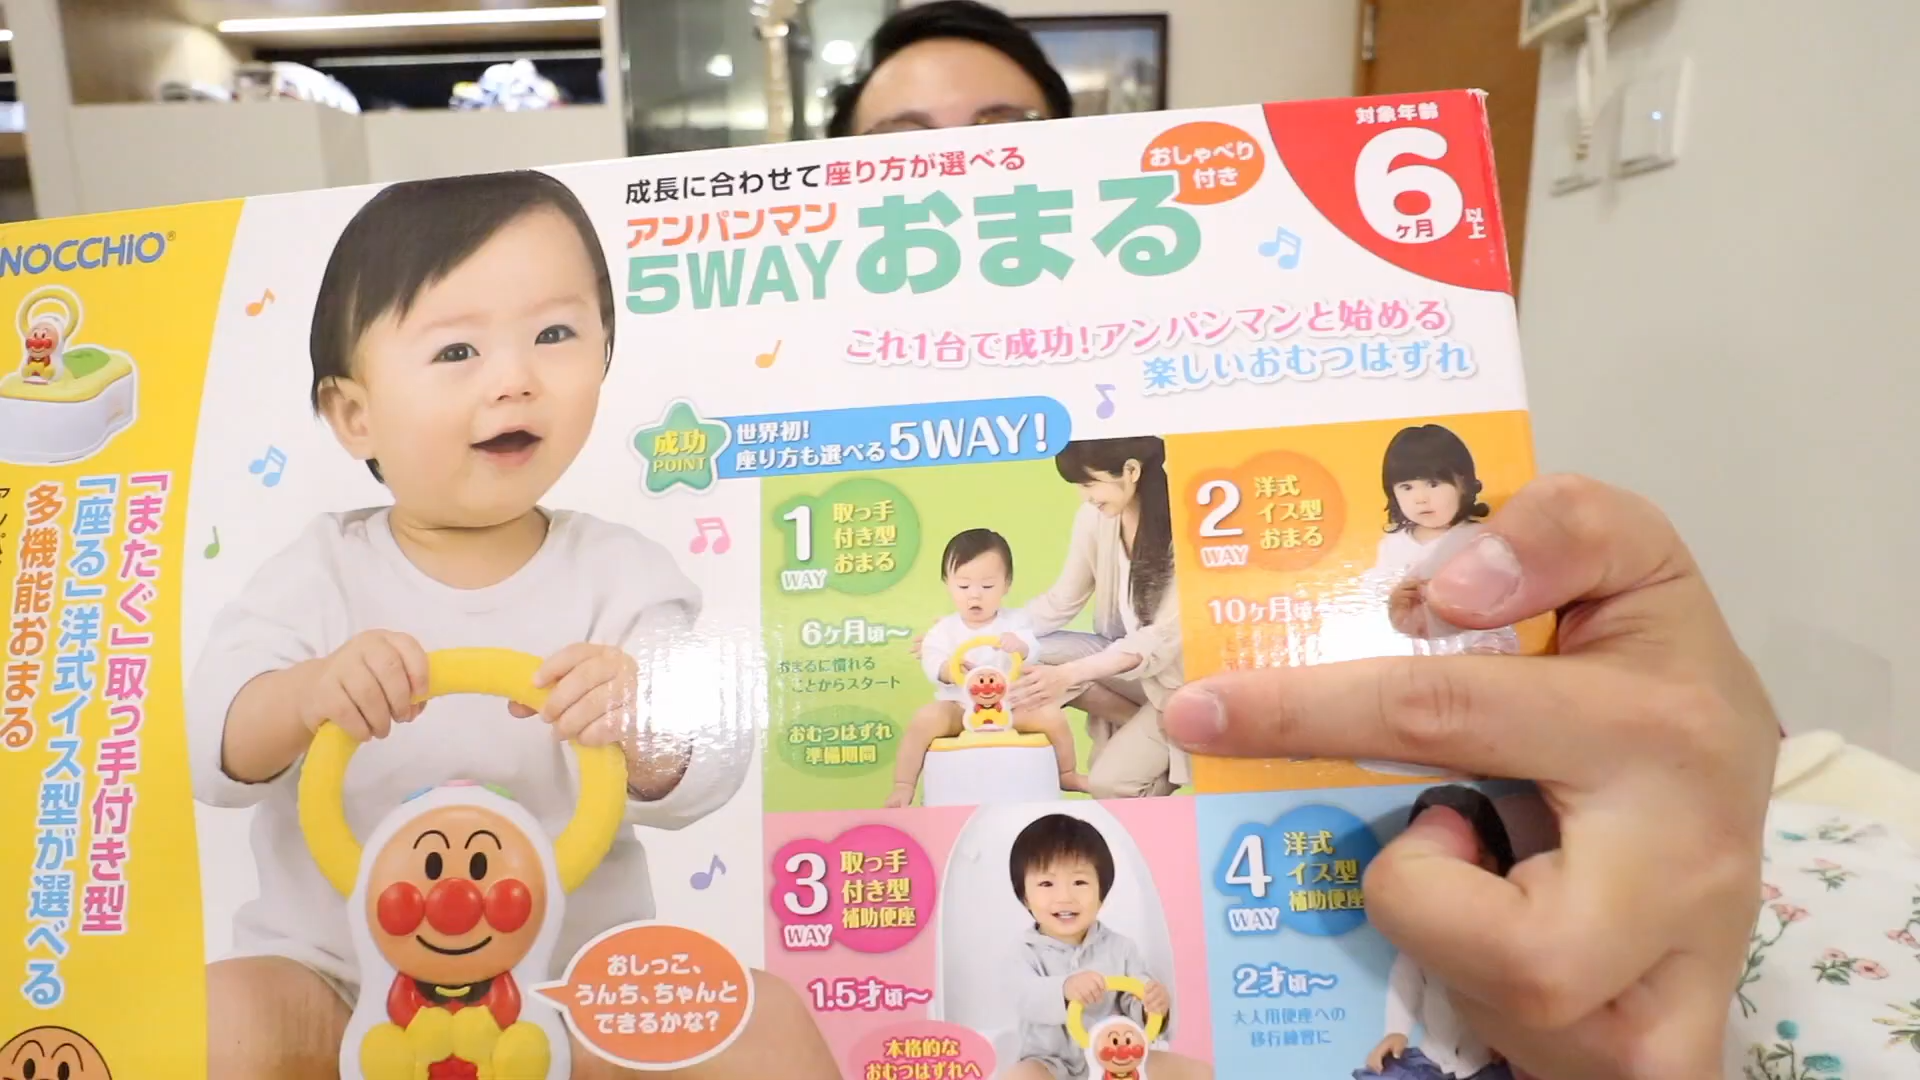 NOCCHIO®
「またぐ」取っ手付き型
「座る」洋式イス型が選べる
多機能おまる
成長に合わせて座り方が選べる
アンパンマン
5WAYおまる
おしゃべり
付き
対象年齢
6
ヶ月
以上
これ1台で成功!アンパンマンと始める
楽しいおむつはずれ
成功
POINT
世界初!
座り方も選べる5WAY!
1
WAY
取っ手
付き型
おまる
6ヶ月頃~
おまるに慣れる
ことからスタート
おむつはずれ
準備期間
2
WAY
洋式
イス型
おまる
10ヶ月頃
3
WAY
取っ手
付き型
補助便座
1.5才頃~
本格的な
おむつはずれへ
4
WAY
洋式
イス型
補助便座
2才頃~
大人用便座への
移行練習に
おしっこ、
うんち、ちゃんと
できるかな?